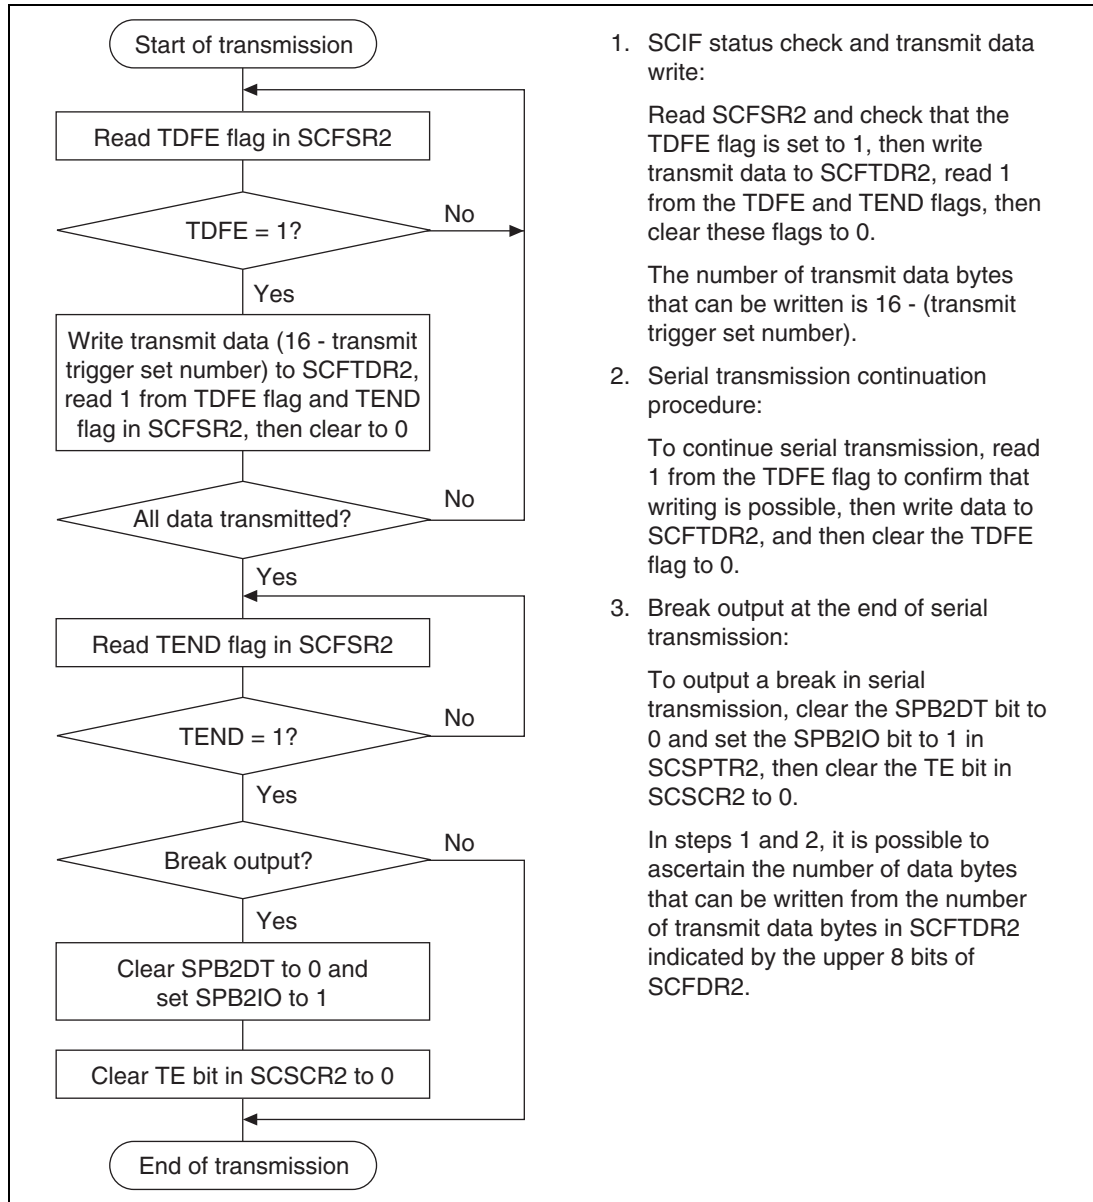 Start of transmission
Read TDFE flag in SCFSR2
TDFE = 1?
No
Yes
Write transmit data (16 - transmit
trigger set number) to SCFTDR2,
read 1 from TDFE flag and TEND
flag in SCFSR2, then clear to 0
All data transmitted?
No
Yes
Read TEND flag in SCFSR2
TEND = 1?
No
Yes
Break output?
No
Yes
Clear SPB2DT to 0 and
set SPB2IO to 1
Clear TE bit in SCSCR2 to 0
End of transmission
1. SCIF status check and transmit data
write:
Read SCFSR2 and check that the
TDFE flag is set to 1, then write
transmit data to SCFTDR2, read 1
from the TDFE and TEND flags, then
clear these flags to 0.
The number of transmit data bytes
that can be written is 16 - (transmit
trigger set number).
2. Serial transmission continuation
procedure:
To continue serial transmission, read
1 from the TDFE flag to confirm that
writing is possible, then write data to
SCFTDR2, and then clear the TDFE
flag to 0.
3. Break output at the end of serial
transmission:
To output a break in serial
transmission, clear the SPB2DT bit to
0 and set the SPB2IO bit to 1 in
SCSPTR2, then clear the TE bit in
SCSCR2 to 0.
In steps 1 and 2, it is possible to
ascertain the number of data bytes
that can be written from the number
of transmit data bytes in SCFTDR2
indicated by the upper 8 bits of
SCFDR2.